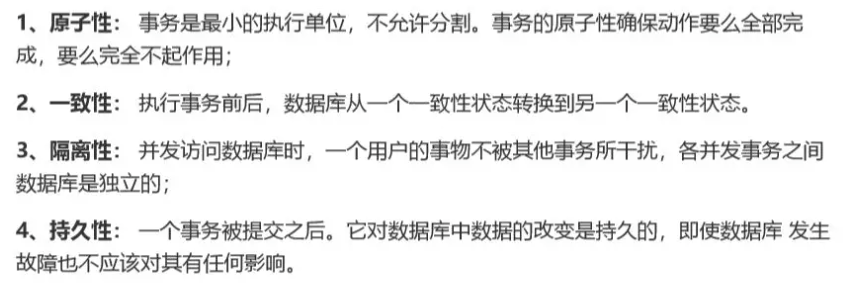 1、原子性： 事务是最小的执行单位，不允许分割。事务的原子性确保动作要么全部完
成，要么完全不起作用；
2、一致性： 执行事务前后，数据库从一个一致性状态转换到另一个一致性状态。
3、隔离性： 并发访问数据库时，一个用户的事物不被其他事务所干扰，各并发事务之间
数据库是独立的；
4、持久性： 一个事务被提交之后。它对数据库中数据的改变是持久的，即使数据库 发生
故障也不应该对其有任何影响。